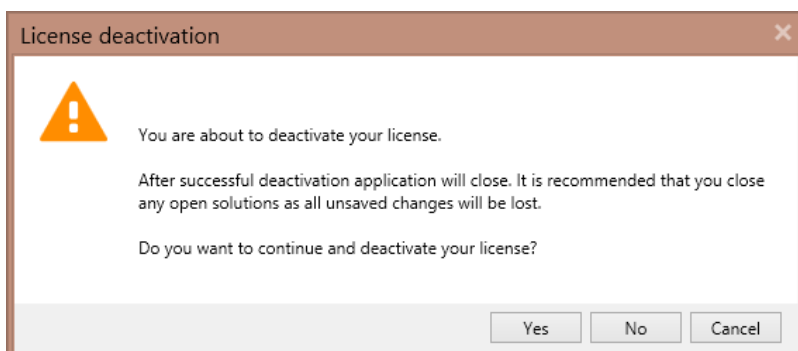 License deactivation
You are about to deactivate your license.
After successful deactivation application will close. It is recommended that you close
any open solutions as all unsaved changes will be lost.
Do you want to continue and deactivate your license?
Yes No Cancel